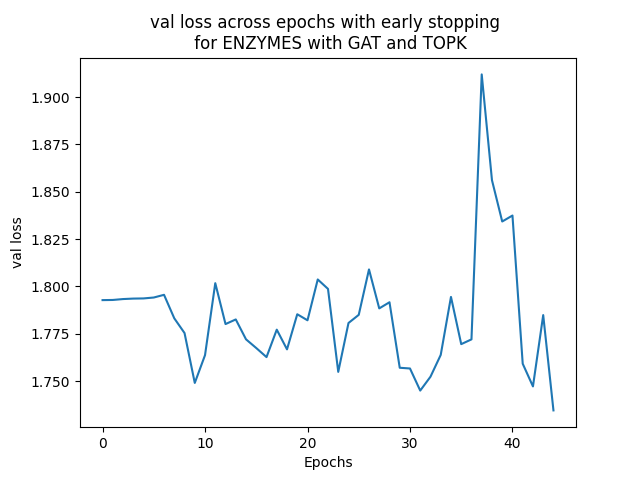 val loss across epochs with early stopping
for ENZYMES with GAT and TOPK
1.900
1.875
1.850
1.825
1.800
1.775
1.750
val loss
0 10 20 30 40
Epochs